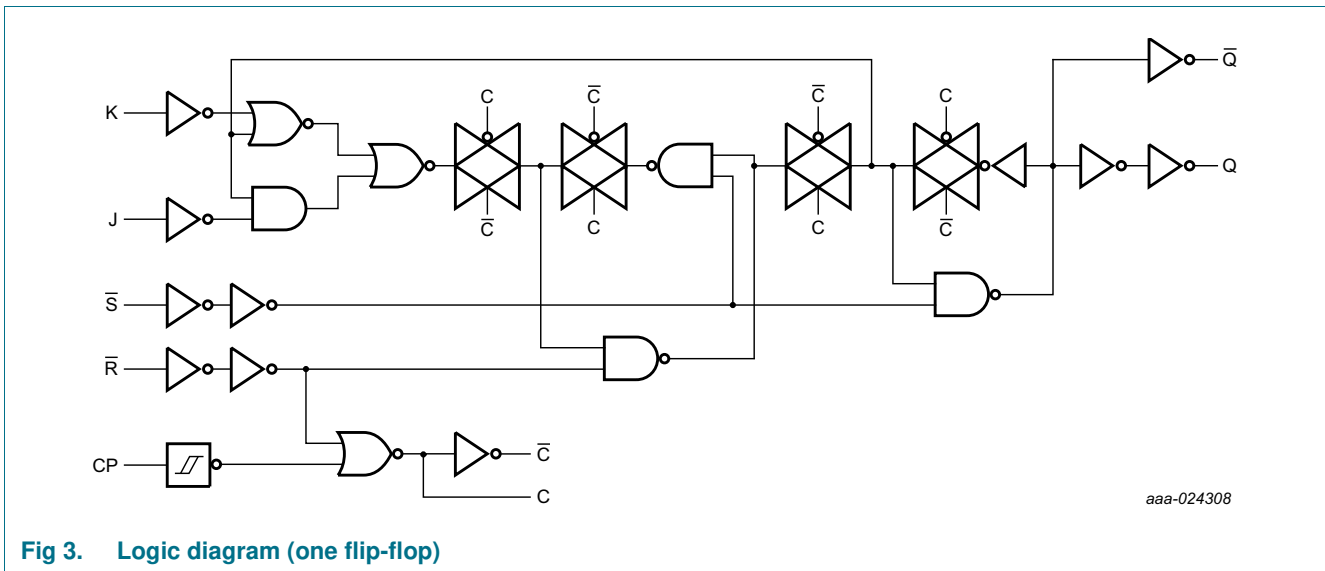 K
J
S̅
R̅
CP
C
C̅
C̅
C
C̅
C
C
C̅
Q̅
Q
C̅
C
aaa-024308
Fig 3. Logic diagram (one flip-flop)